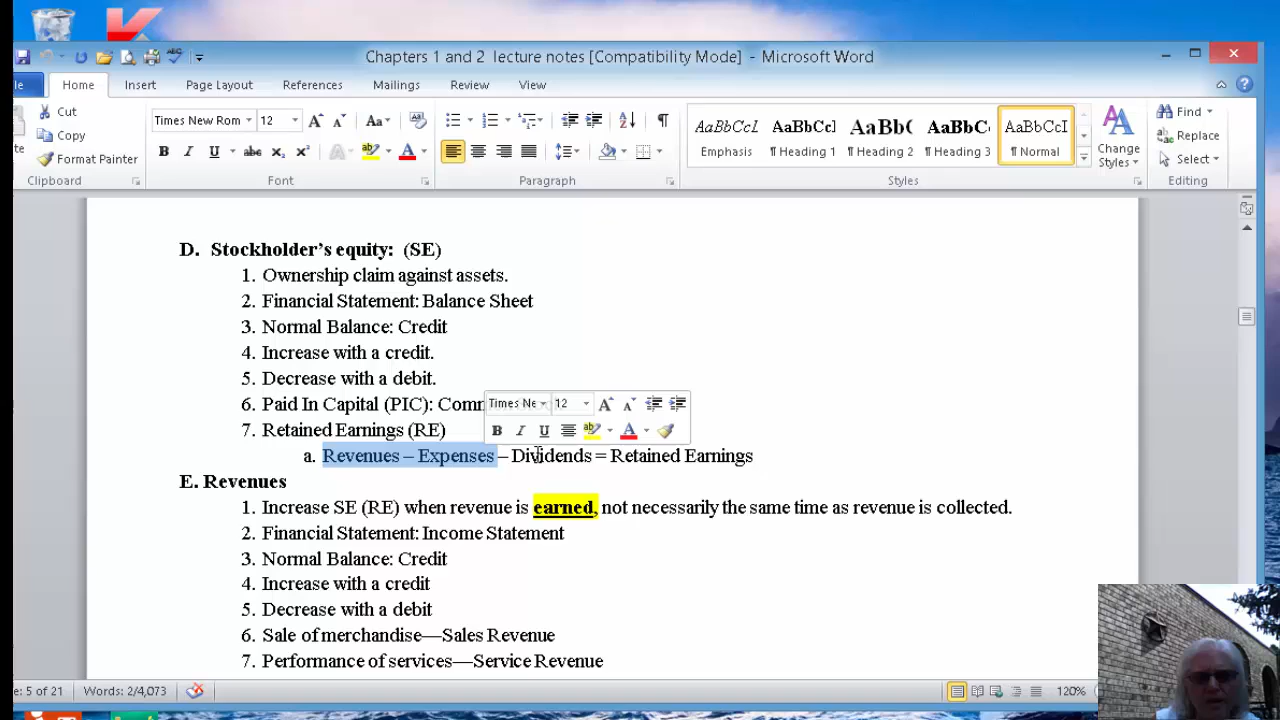 Chapters 1 and 2 lecture notes [Compatibility Mode] - Microsoft Word
Home Insert Page Layout References Mailings Review View
Cut
Copy
Format Painter
Clipboard
Times New Rom 12
Font
Paragraph
AaBbCcI AaBbCc] AaBb( AaBbC AaBbCcI
Emphasis ¶ Heading 1 ¶ Heading 2 ¶ Heading 3 ¶ Normal
Change Styles
Styles
Find
Replace
Select
Editing
D. Stockholder's equity: (SE)
1. Ownership claim against assets.
2. Financial Statement: Balance Sheet
3. Normal Balance: Credit
4. Increase with a credit.
5. Decrease with a debit.
6. Paid In Capital (PIC):
7. Retained Earnings (RE)
Times Ne 12
a. Revenues – Expenses – Dividends = Retained Earnings
E. Revenues
1. Increase SE (RE) when revenue is earned, not necessarily the same time as revenue is collected.
2. Financial Statement: Income Statement
3. Normal Balance: Credit
4. Increase with a credit
5. Decrease with a debit
6. Sale of merchandise—Sales Revenue
7. Performance of services—Service Revenue
e: 5 of 21 Words: 2/4,073 120%